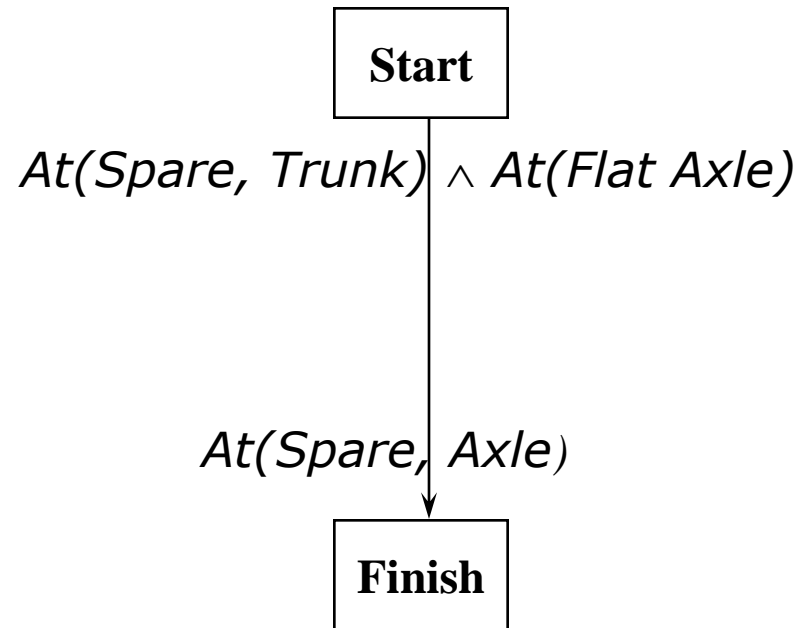 Start
At(Spare, Trunk) ∧ At(Flat Axle)
At(Spare, Axle)
Finish